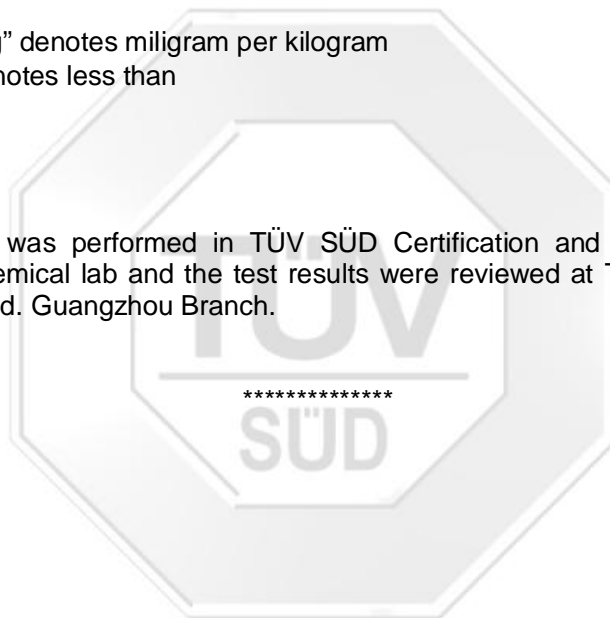 g” denotes miligram per kilogram
notes less than
was performed in TÜV SÜD Certification and
emical lab and the test results were reviewed at T
d. Guangzhou Branch.
TÜV
**************
SÜD